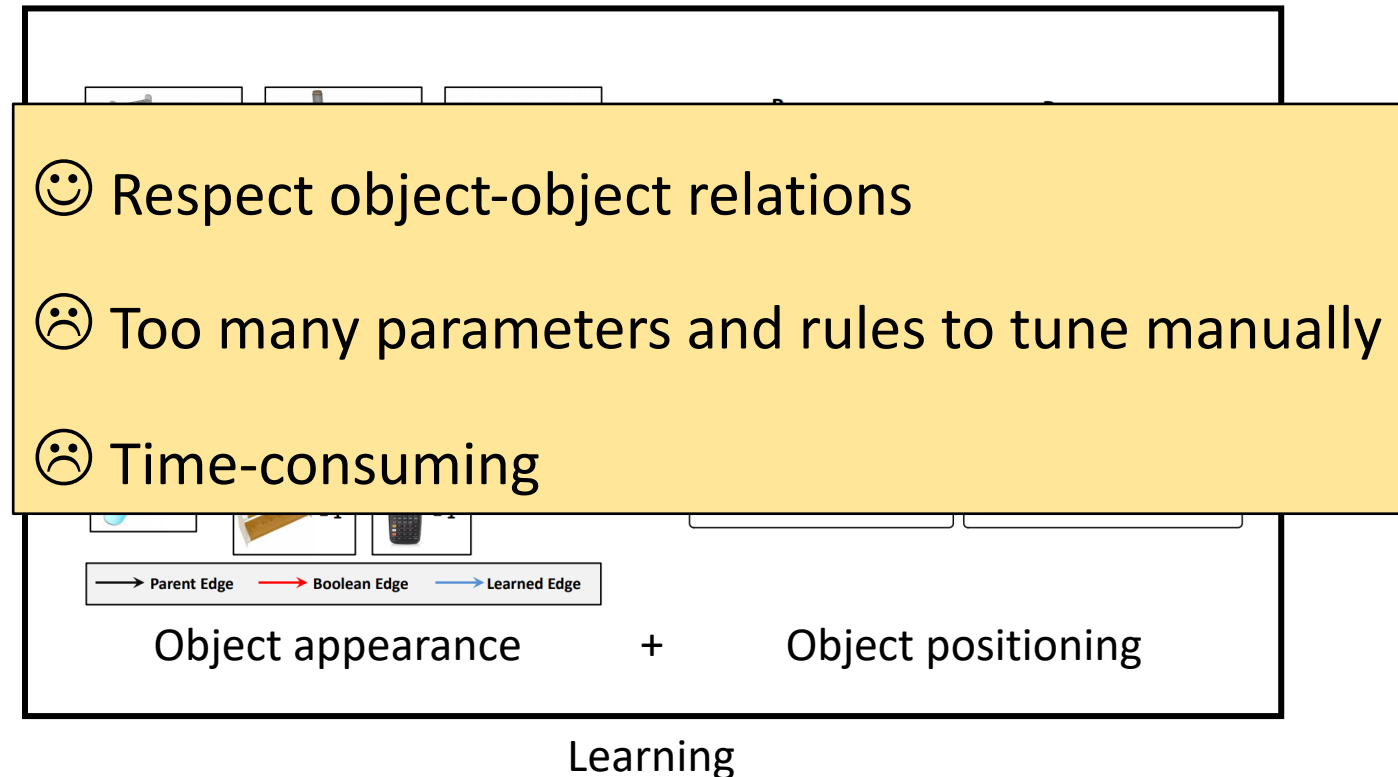 Respect object-object relations
Too many parameters and rules to tune manually
Time-consuming
Parent Edge Boolean Edge Learned Edge
Object appearance + Object positioning
Learning